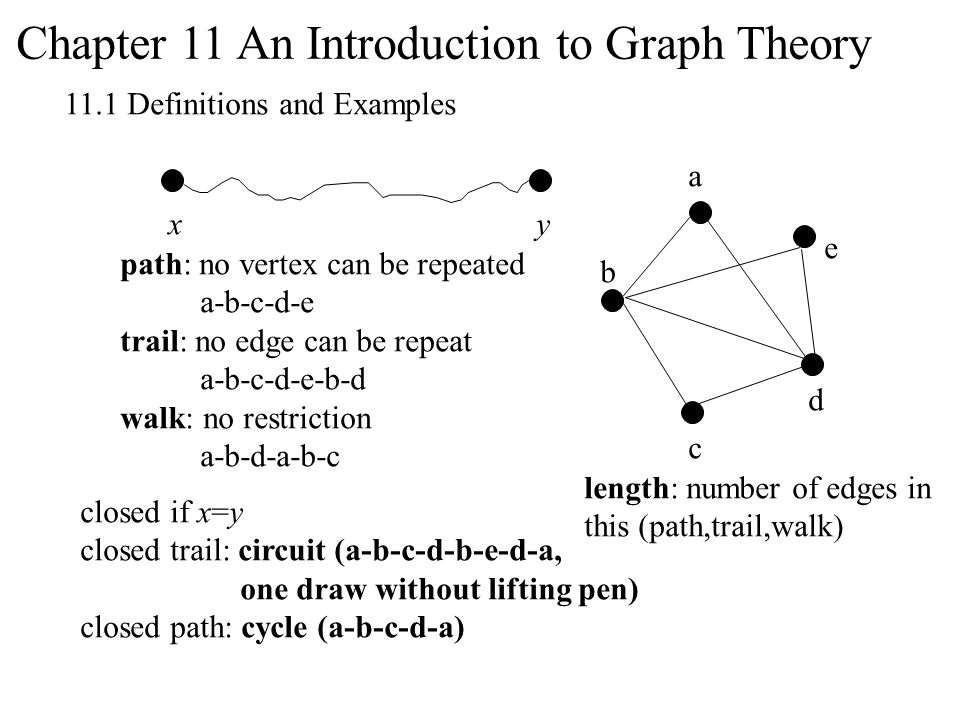 Chapter 11 An Introduction to Graph Theory
11.1 Definitions and Examples
x
y
path: no vertex can be repeated
a-b-c-d-e
trail: no edge can be repeat
a-b-c-d-e-b-d
walk: no restriction
a-b-d-a-b-c
closed if x=y
closed trail: circuit (a-b-c-d-b-e-d-a,
one draw without lifting pen)
closed path: cycle (a-b-c-d-a)
a
e
b
d
c
length: number of edges in
this (path,trail,walk)